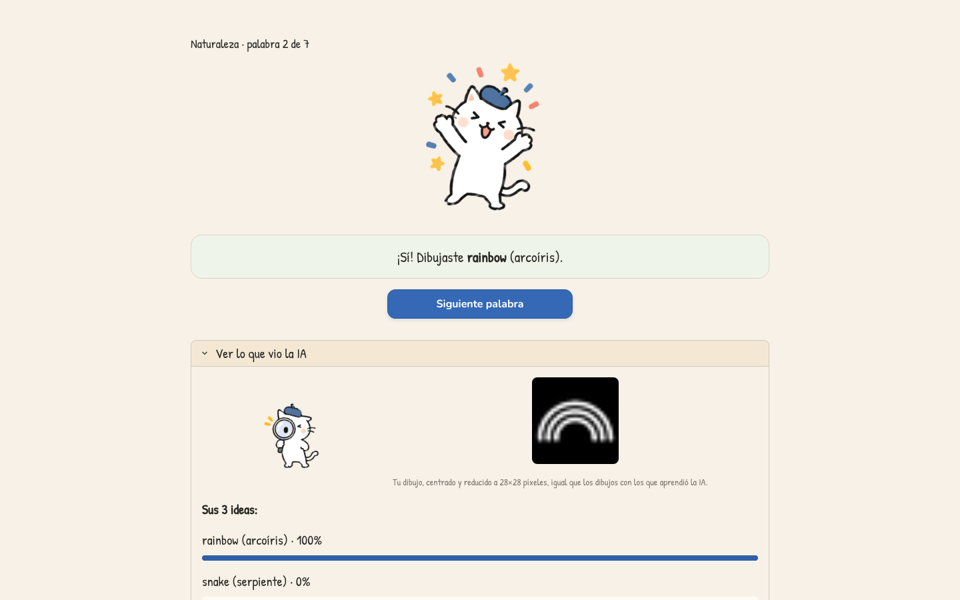 Naturaleza · palabra 2 de 7
¡Sí! Dibujaste rainbow (arcoíris).
Siguiente palabra
Ver lo que vio la IA
Tu dibujo, centrado y reducido a 28×28 píxeles, igual que los dibujos con los que aprendió la IA.
Sus 3 ideas:
rainbow (arcoíris) · 100%
snake (serpiente) · 0%